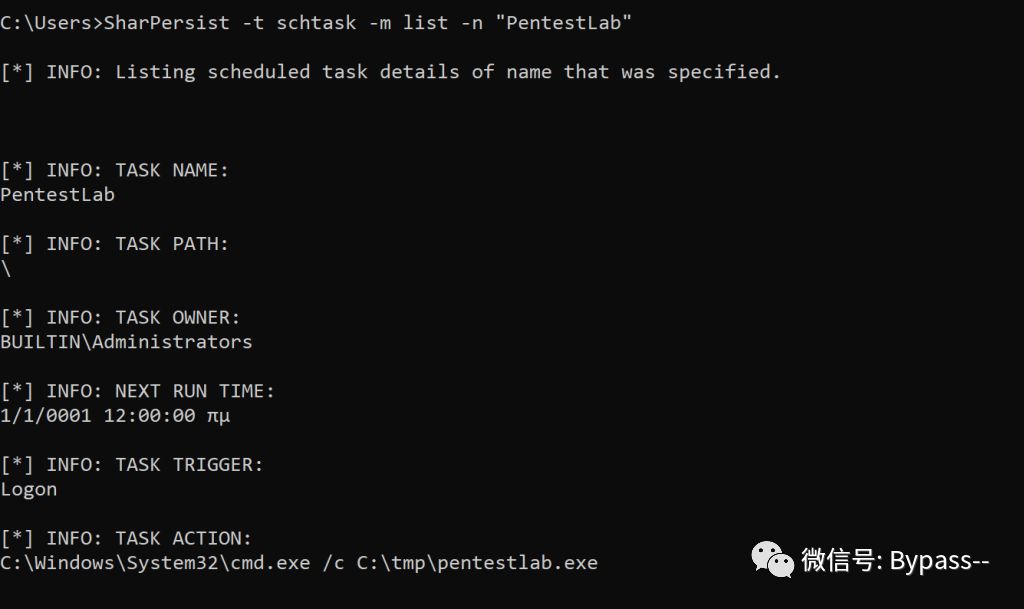 C:\Users>SharPersist -t schtask -m list -n "PentestLab"
[*] INFO: Listing scheduled task details of name that was specified.
[*] INFO: TASK NAME:
PentestLab
[*] INFO: TASK PATH:
\
[*] INFO: TASK OWNER:
BUILTIN\Administrators
[*] INFO: NEXT RUN TIME:
1/1/0001 12:00:00 πμ
[*] INFO: TASK TRIGGER:
Logon
[*] INFO: TASK ACTION:
C:\Windows\System32\cmd.exe /c C:\tmp\pentestlab.exe
微信号: Bypass--